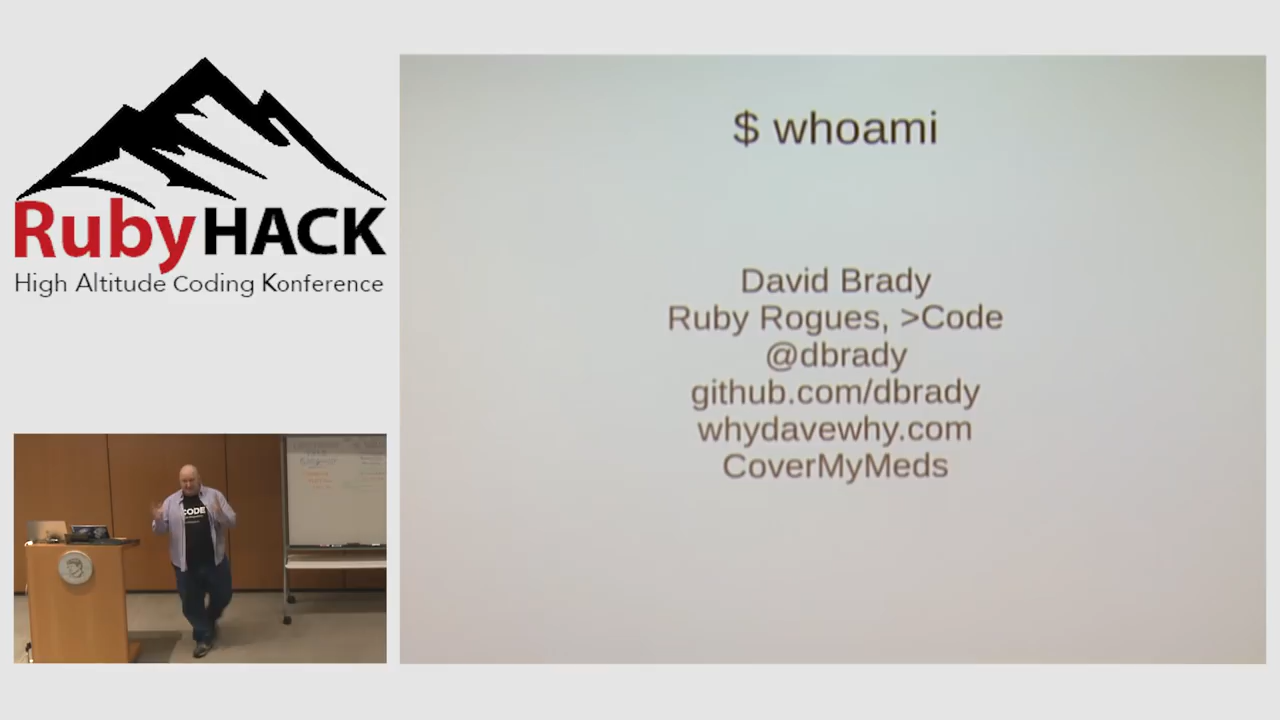 RubyHACK
High Altitude Coding Konference
$ whoami
David Brady
Ruby Rogues, >Code
@dbrady
github.com/dbrady
whydavewhy.com
CoverMyMeds
CODE